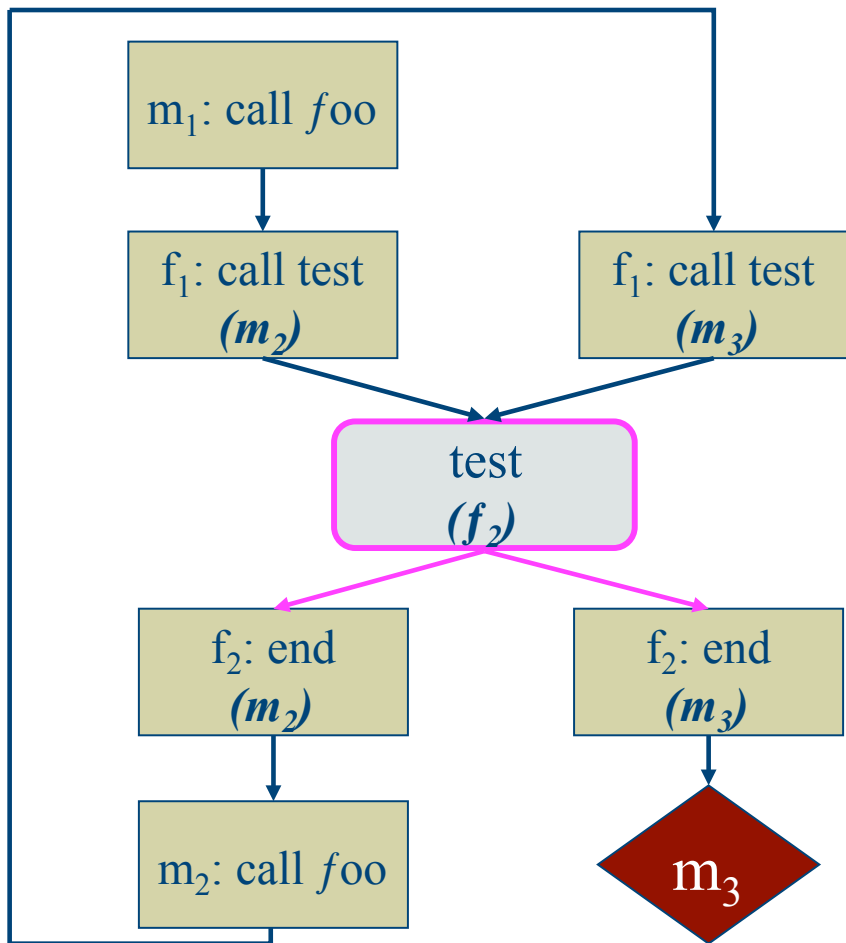 m₁: call foo
f₁: call test
(m₂)
f₁: call test
(m₃)
test
(f₂)
f₂: end
(m₂)
f₂: end
(m₃)
m₂: call foo
m₃